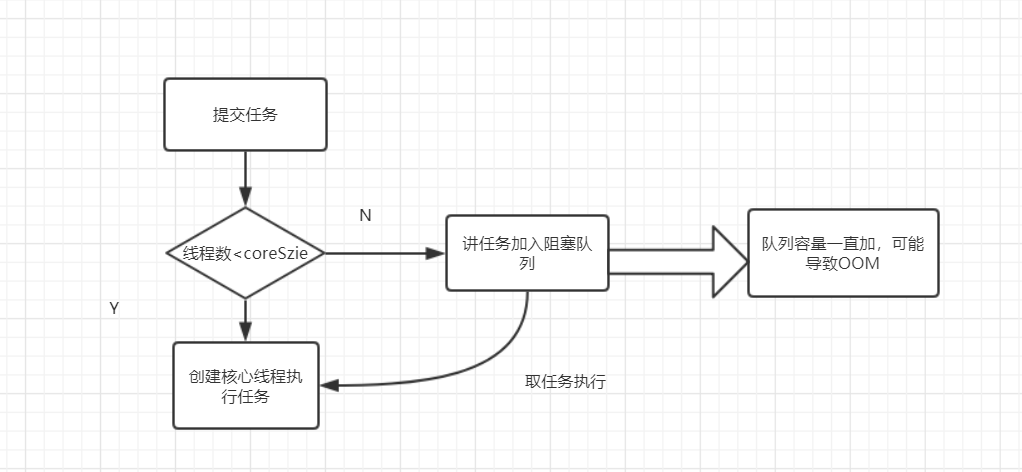 提交任务
N
线程数<coreSzie
讲任务加入阻塞队
列
队列容量一直加，可能
导致OOM
Y
创建核心线程执
行任务
取任务执行